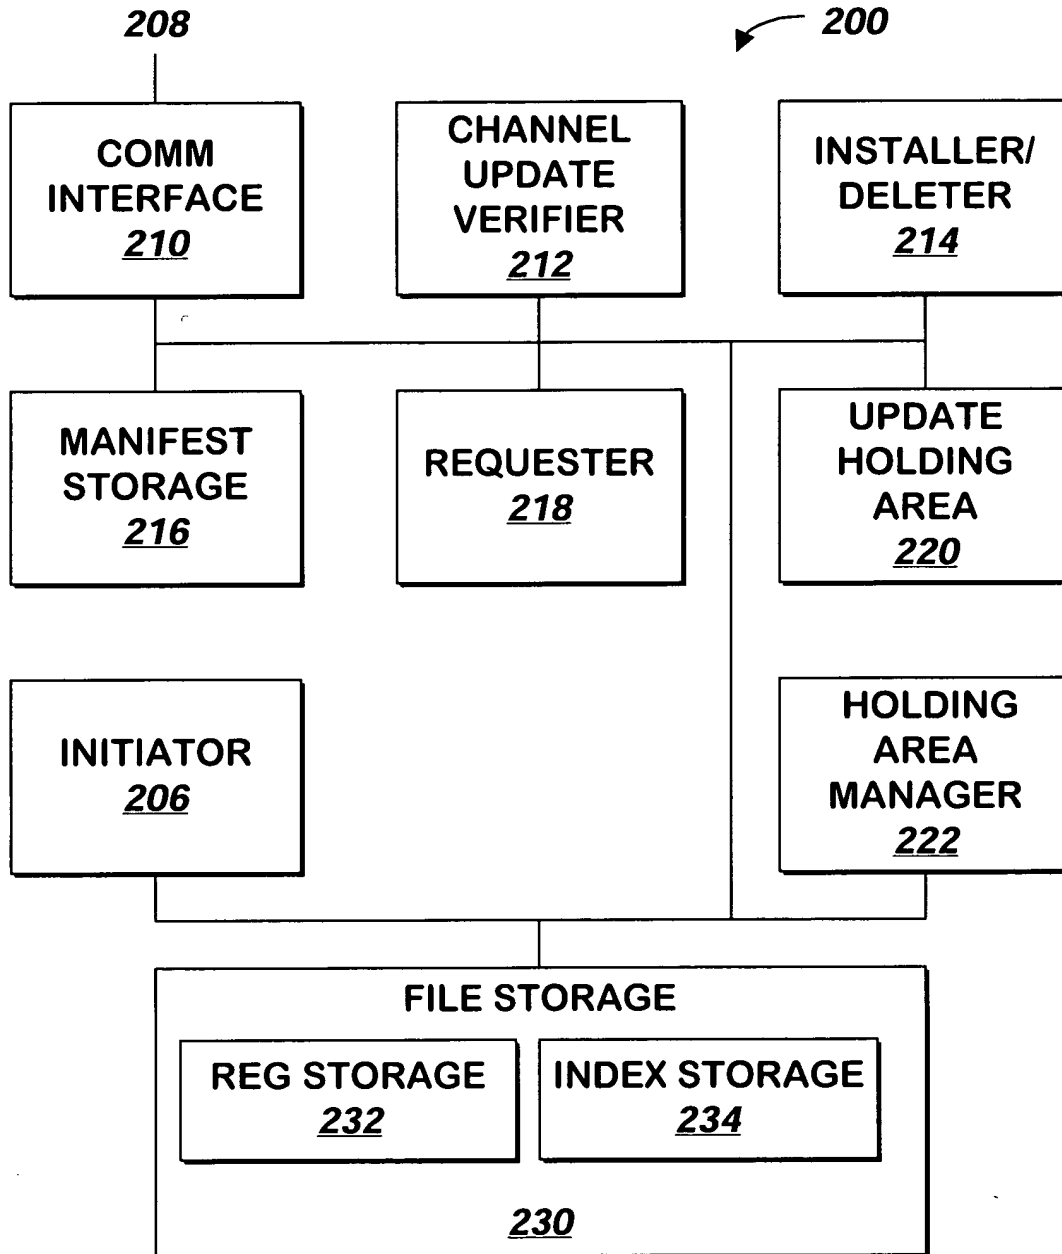 208
200
COMM
INTERFACE
210
CHANNEL
UPDATE
VERIFIER
212
INSTALLER/
DELETER
214
MANIFEST
STORAGE
216
REQUESTER
218
UPDATE
HOLDING
AREA
220
INITIATOR
206
HOLDING
AREA
MANAGER
222
FILE STORAGE
REG STORAGE
232
INDEX STORAGE
234
230